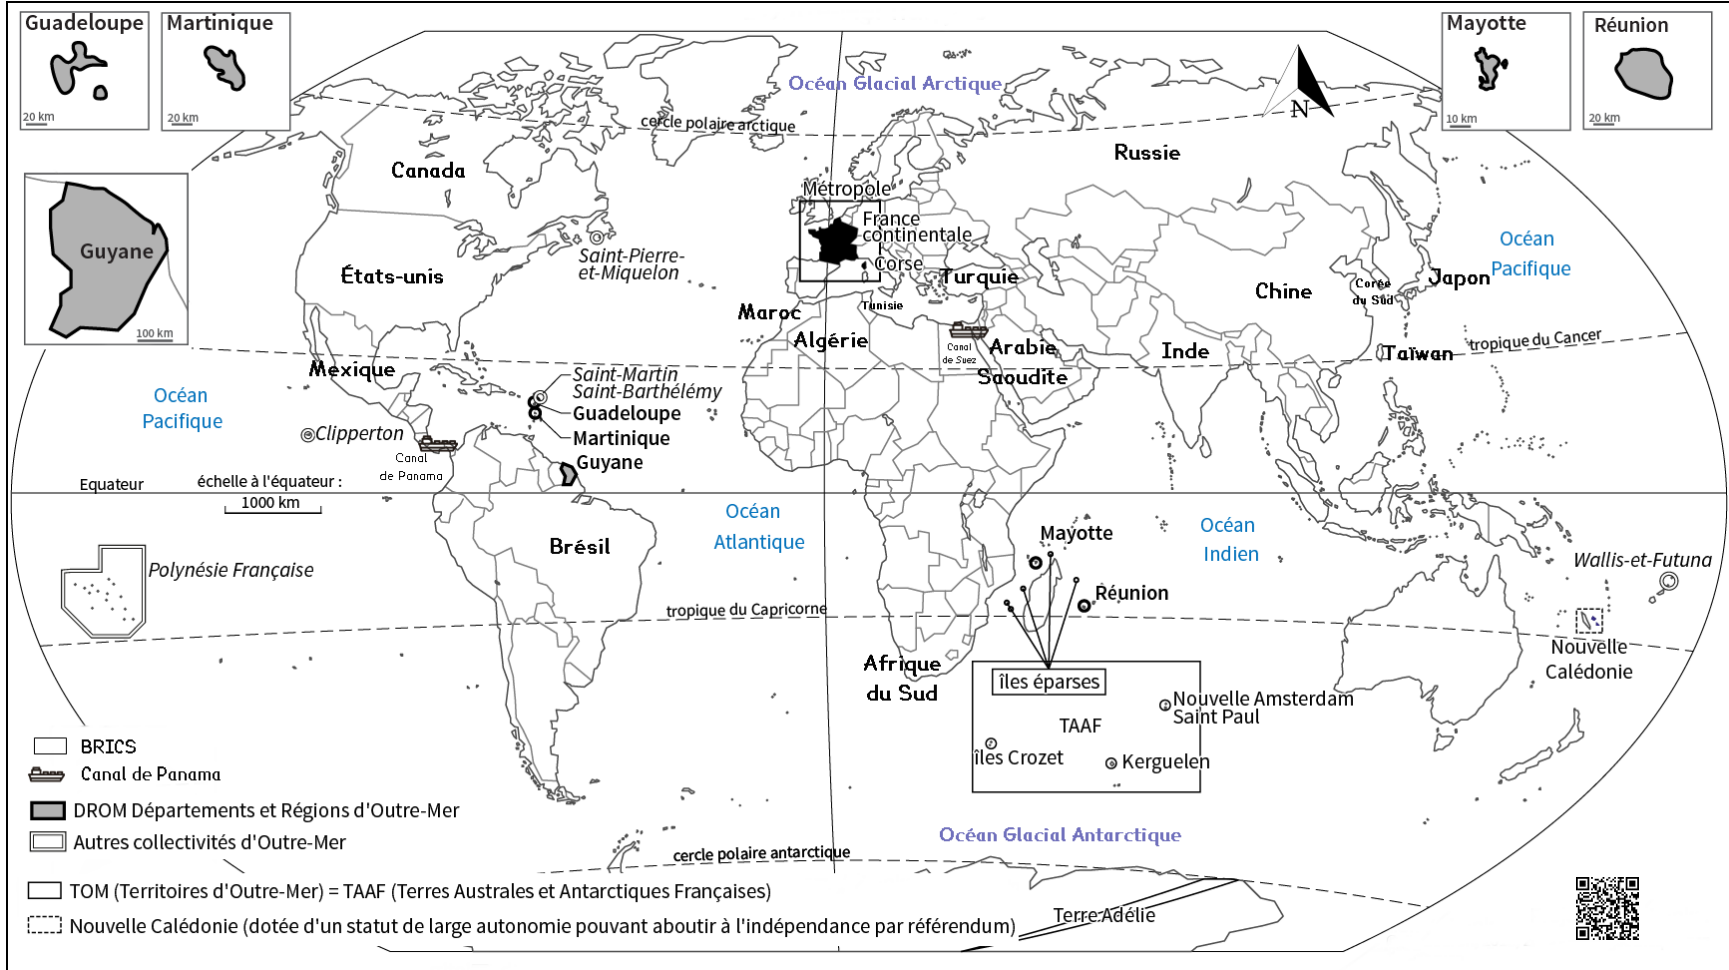 Guadeloupe
20 km
Martinique
20 km
Mayotte
10 km
Réunion
20 km
Océan Glacial Arctique
N
cercle polaire arctique
Russie
Canada
Métropole
Guyane
100 km
France
continentale
Corse
Saint-Pierre-
et-Miquelon
Océan
Pacifique
États-unis
Turquie
Japon
Chine
Corée
du Sud
Maroc
Tunisie
Algérie
Canal
de Suez
Arabie
Saoudite
Inde
Taïwan
tropique du Cancer
Mexique
Saint-Martin
Saint-Barthélémy
Guadeloupe
Martinique
Guyane
Océan
Pacifique
Clipperton
Canal
de Panama
Equateur
échelle à l'équateur :
1000 km
Océan
Atlantique
Océan
Indien
Brésil
Mayotte
Réunion
Wallis-et-Futuna
Polynésie Française
tropique du Capricorne
Nouvelle
Calédonie
Afrique
du Sud
îles éparses
Nouvelle Amsterdam
Saint Paul
TAAF
îles Crozet
Kerguelen
BRICS
Canal de Panama
DROM Départements et Régions d'Outre-Mer
Autres collectivités d'Outre-Mer
Océan Glacial Antarctique
cercle polaire antarctique
TOM (Territoires d'Outre-Mer) = TAAF (Terres Australes et Antarctiques Françaises)
Terre Adélie
Nouvelle Calédonie (dotée d'un statut de large autonomie pouvant aboutir à l'indépendance par référendum)